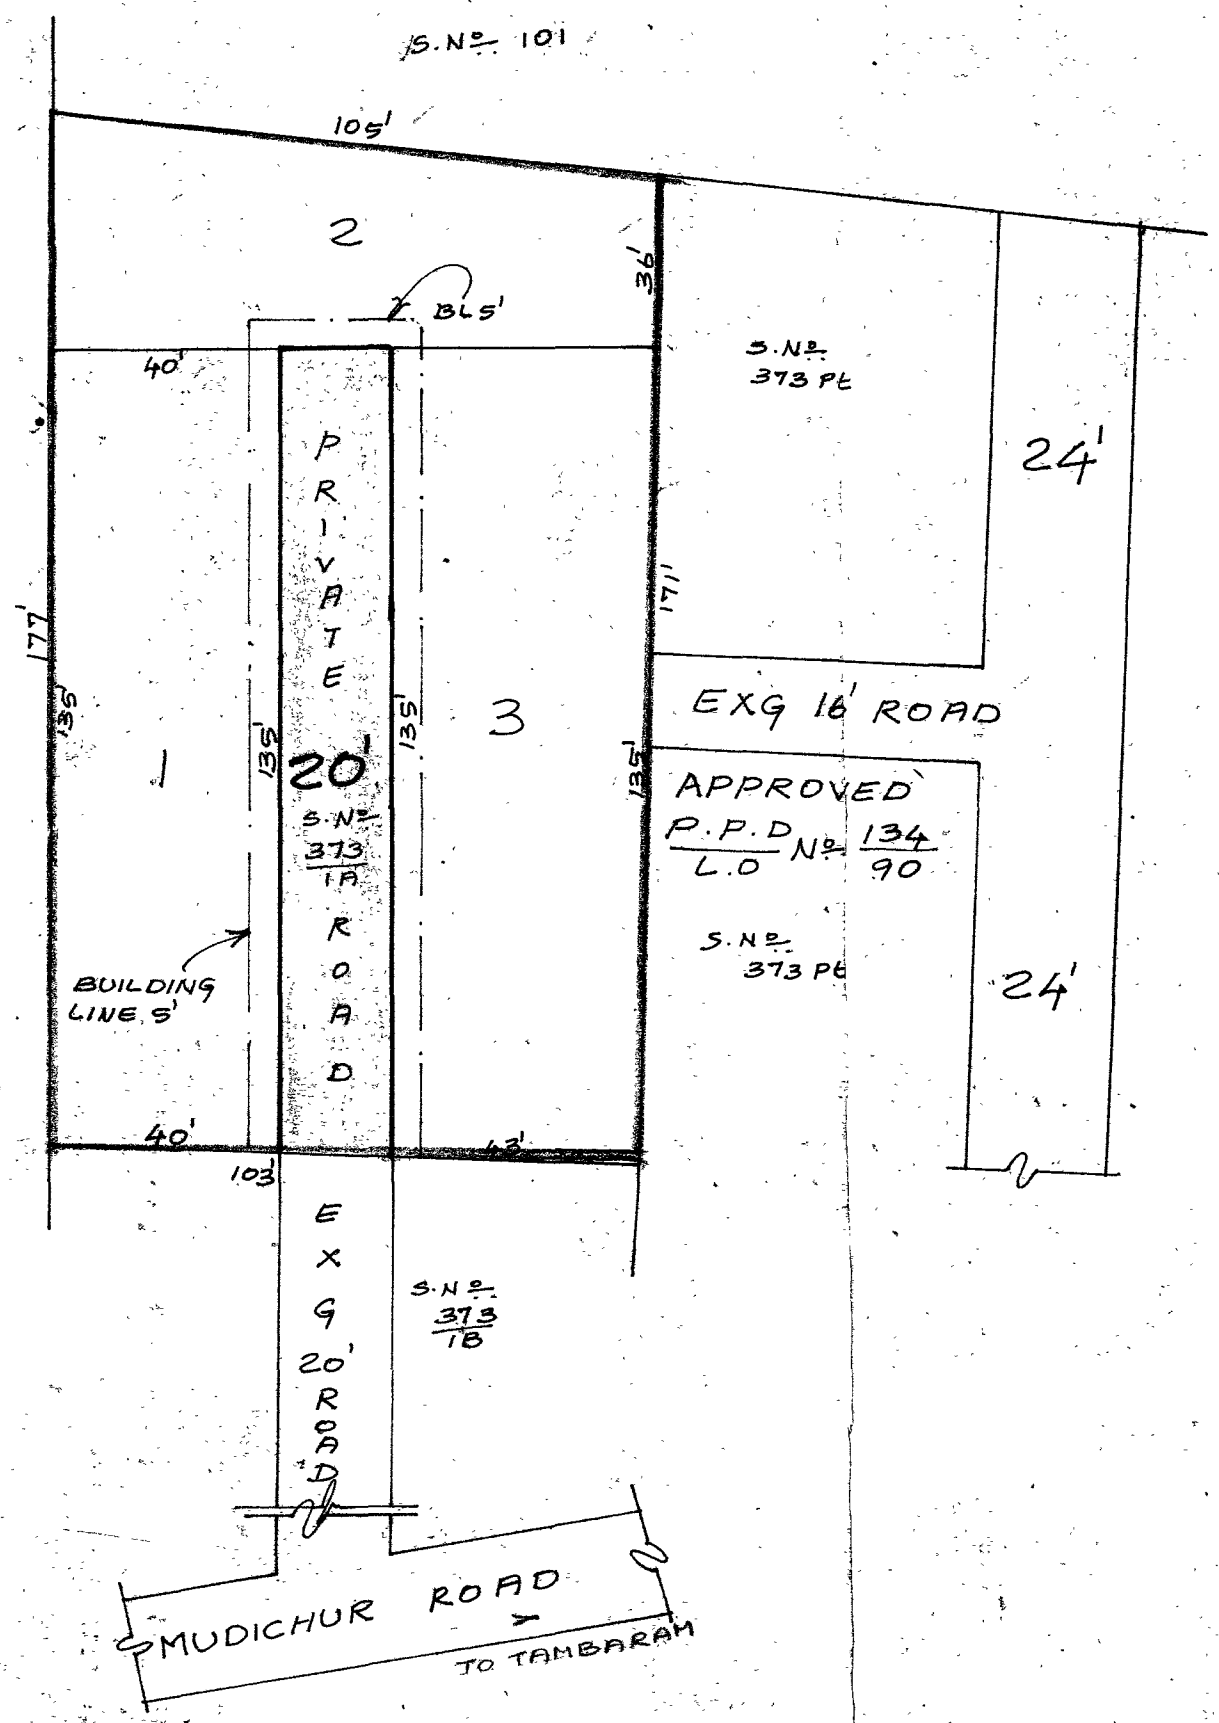 S.Nº 101
105'
2
36'
BL 5'
40'
S.Nº
373 Pt
24'
PRIVATE
177'
171'
135'
135'
135'
135'
1
3
20'
S.Nº
373
1A
ROAD
EXG 16' ROAD
APPROVED
P.P.D Nº 134
L.O 90
S.Nº
373 Pt
24'
BUILDING
LINE 5'
40'
43'
103'
EXG
20'
ROAD
S.Nº
373
1B
MUDICHUR ROAD
TO TAMBARAM